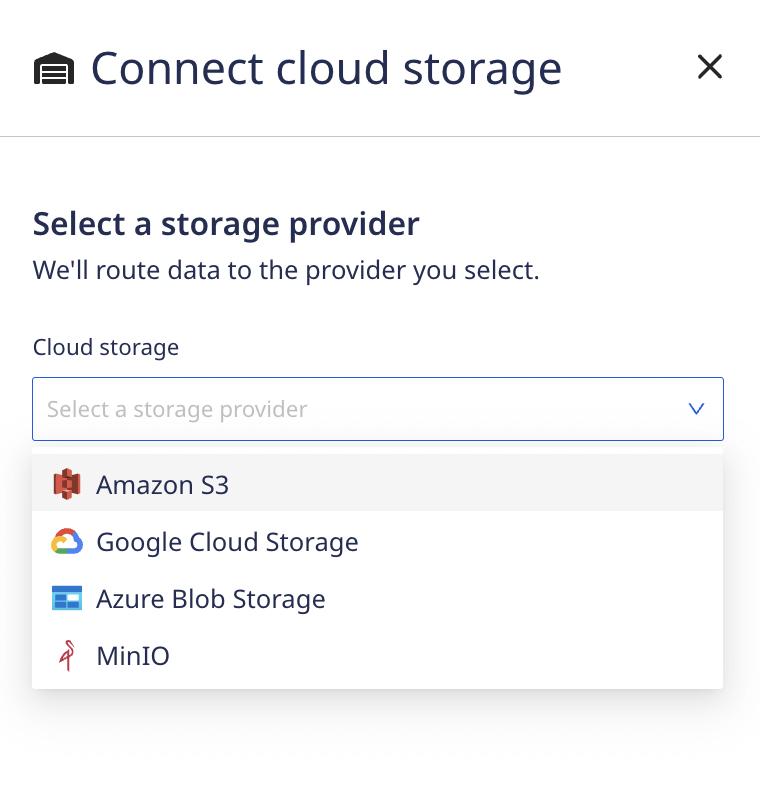 Connect cloud storage
Select a storage provider
We'll route data to the provider you select.
Cloud storage
Select a storage provider
Amazon S3
Google Cloud Storage
Azure Blob Storage
MinIO